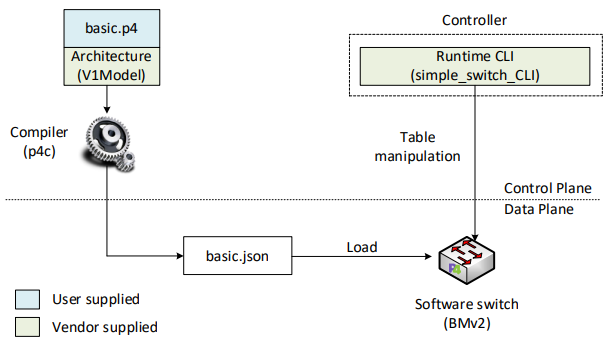 Controller
basic.p4
Architecture
(V1Model)
Runtime CLI
(simple_switch_CLI)
Compiler
(p4c)
Table
manipulation
Control Plane
Data Plane
basic.json
Load
P4
Software switch
(BMv2)
User supplied
Vendor supplied